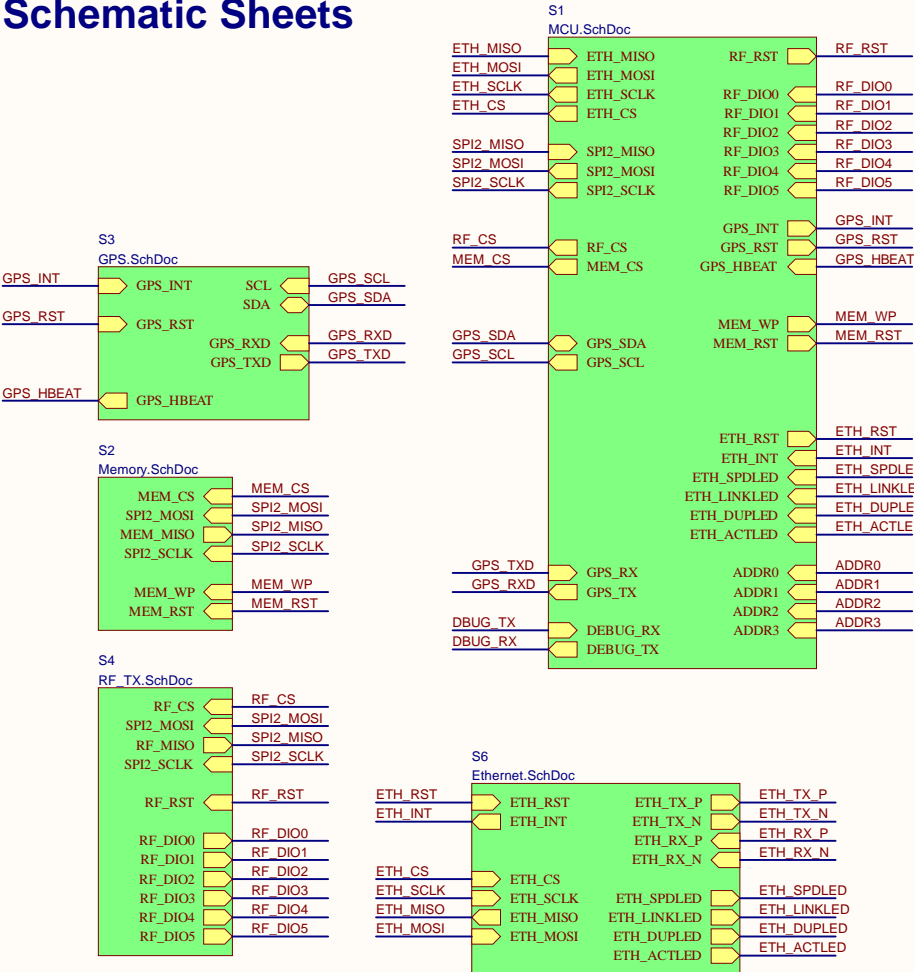 Schematic Sheets
S1
MCU.SchDoc
ETH_MISO ETH_MISO RF_RST RF_RST
ETH_MOSI ETH_MOSI
ETH_SCLK ETH_SCLK RF_DIO0 RF_DIO0
ETH_CS ETH_CS RF_DIO1 RF_DIO1
RF_DIO2 RF_DIO2
SPI2_MISO SPI2_MISO RF_DIO3 RF_DIO3
SPI2_MOSI SPI2_MOSI RF_DIO4 RF_DIO4
SPI2_SCLK SPI2_SCLK RF_DIO5 RF_DIO5
GPS_INT GPS_INT
RF_CS RF_CS GPS_RST GPS_RST
MEM_CS MEM_CS GPS_HBEAT GPS_HBEAT
MEM_WP MEM_WP
GPS_SDA GPS_SDA MEM_RST MEM_RST
GPS_SCL GPS_SCL
ETH_RST ETH_RST
ETH_INT ETH_INT
ETH_SPDLED ETH_SPDLE
ETH_LINKLED ETH_LINKLE
ETH_DUPLED ETH_DUPLE
ETH_ACTLED ETH_ACTLE
GPS_TXD GPS_RX ADDR0 ADDR0
GPS_RXD GPS_TX ADDR1 ADDR1
ADDR2 ADDR2
DBUG_TX DEBUG_RX ADDR3 ADDR3
DBUG_RX DEBUG_TX
S3
GPS.SchDoc
GPS_INT GPS_INT SCL GPS_SCL
SDA GPS_SDA
GPS_RST GPS_RST
GPS_RXD GPS_RXD
GPS_TXD GPS_TXD
GPS_HBEAT GPS_HBEAT
S2
Memory.SchDoc
MEM_CS MEM_CS
SPI2_MOSI SPI2_MOSI
MEM_MISO SPI2_MISO
SPI2_SCLK SPI2_SCLK
MEM_WP MEM_WP
MEM_RST MEM_RST
S4
RF_TX.SchDoc
RF_CS RF_CS
SPI2_MOSI SPI2_MOSI
RF_MISO SPI2_MISO
SPI2_SCLK SPI2_SCLK
RF_RST RF_RST
RF_DIO0 RF_DIO0
RF_DIO1 RF_DIO1
RF_DIO2 RF_DIO2
RF_DIO3 RF_DIO3
RF_DIO4 RF_DIO4
RF_DIO5 RF_DIO5
S6
Ethernet.SchDoc
ETH_RST ETH_RST ETH_TX_P ETH_TX_P
ETH_INT ETH_INT ETH_TX_N ETH_TX_N
ETH_RX_P ETH_RX_P
ETH_RX_N ETH_RX_N
ETH_CS ETH_CS
ETH_SCLK ETH_SCLK ETH_SPDLED ETH_SPDLED
ETH_MISO ETH_MISO ETH_LINKLED ETH_LINKLED
ETH_MOSI ETH_MOSI ETH_DUPLED ETH_DUPLED
ETH_ACTLED ETH_ACTLED